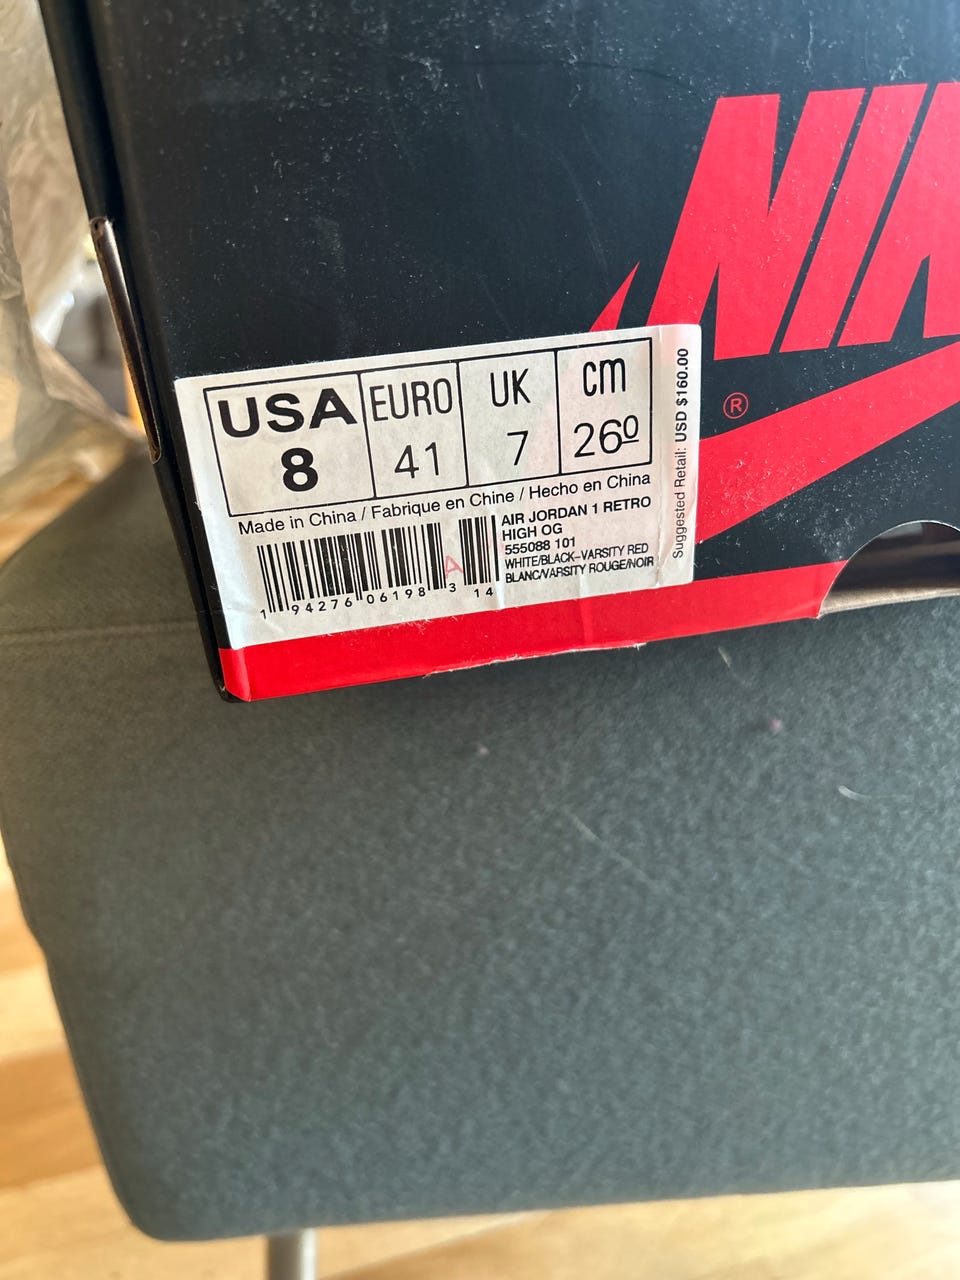 NIK
®
USA EURO UK cm
8 41 7 26º
Made in China / Fabrique en Chine / Hecho en China
AIR JORDAN 1 RETRO
HIGH OG
555088 101
WHITE/BLACK-VARSITY RED
BLANC/VARSITY ROUGE/NOIR
1 94276 06198 3 14
A
Suggested Retail: USD $160.00